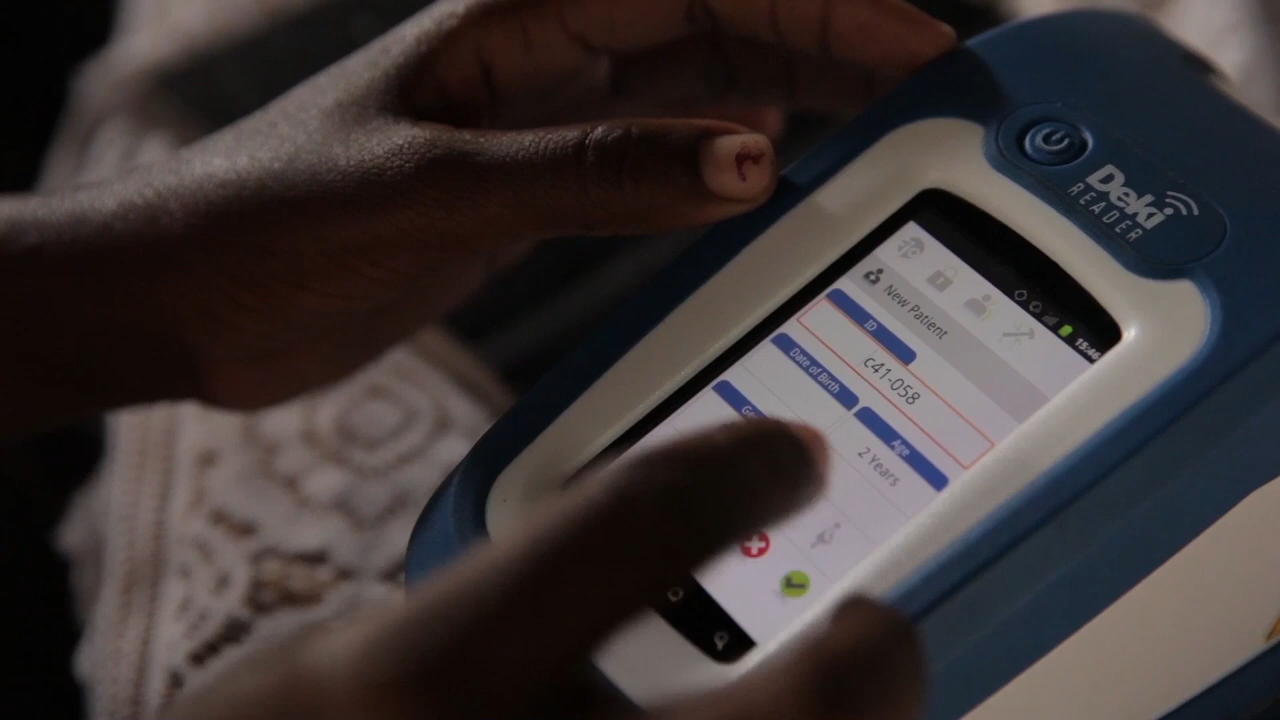 Deki
READER
15:46
New Patient
ID
c41-058
Date of Birth
Age
2 Years